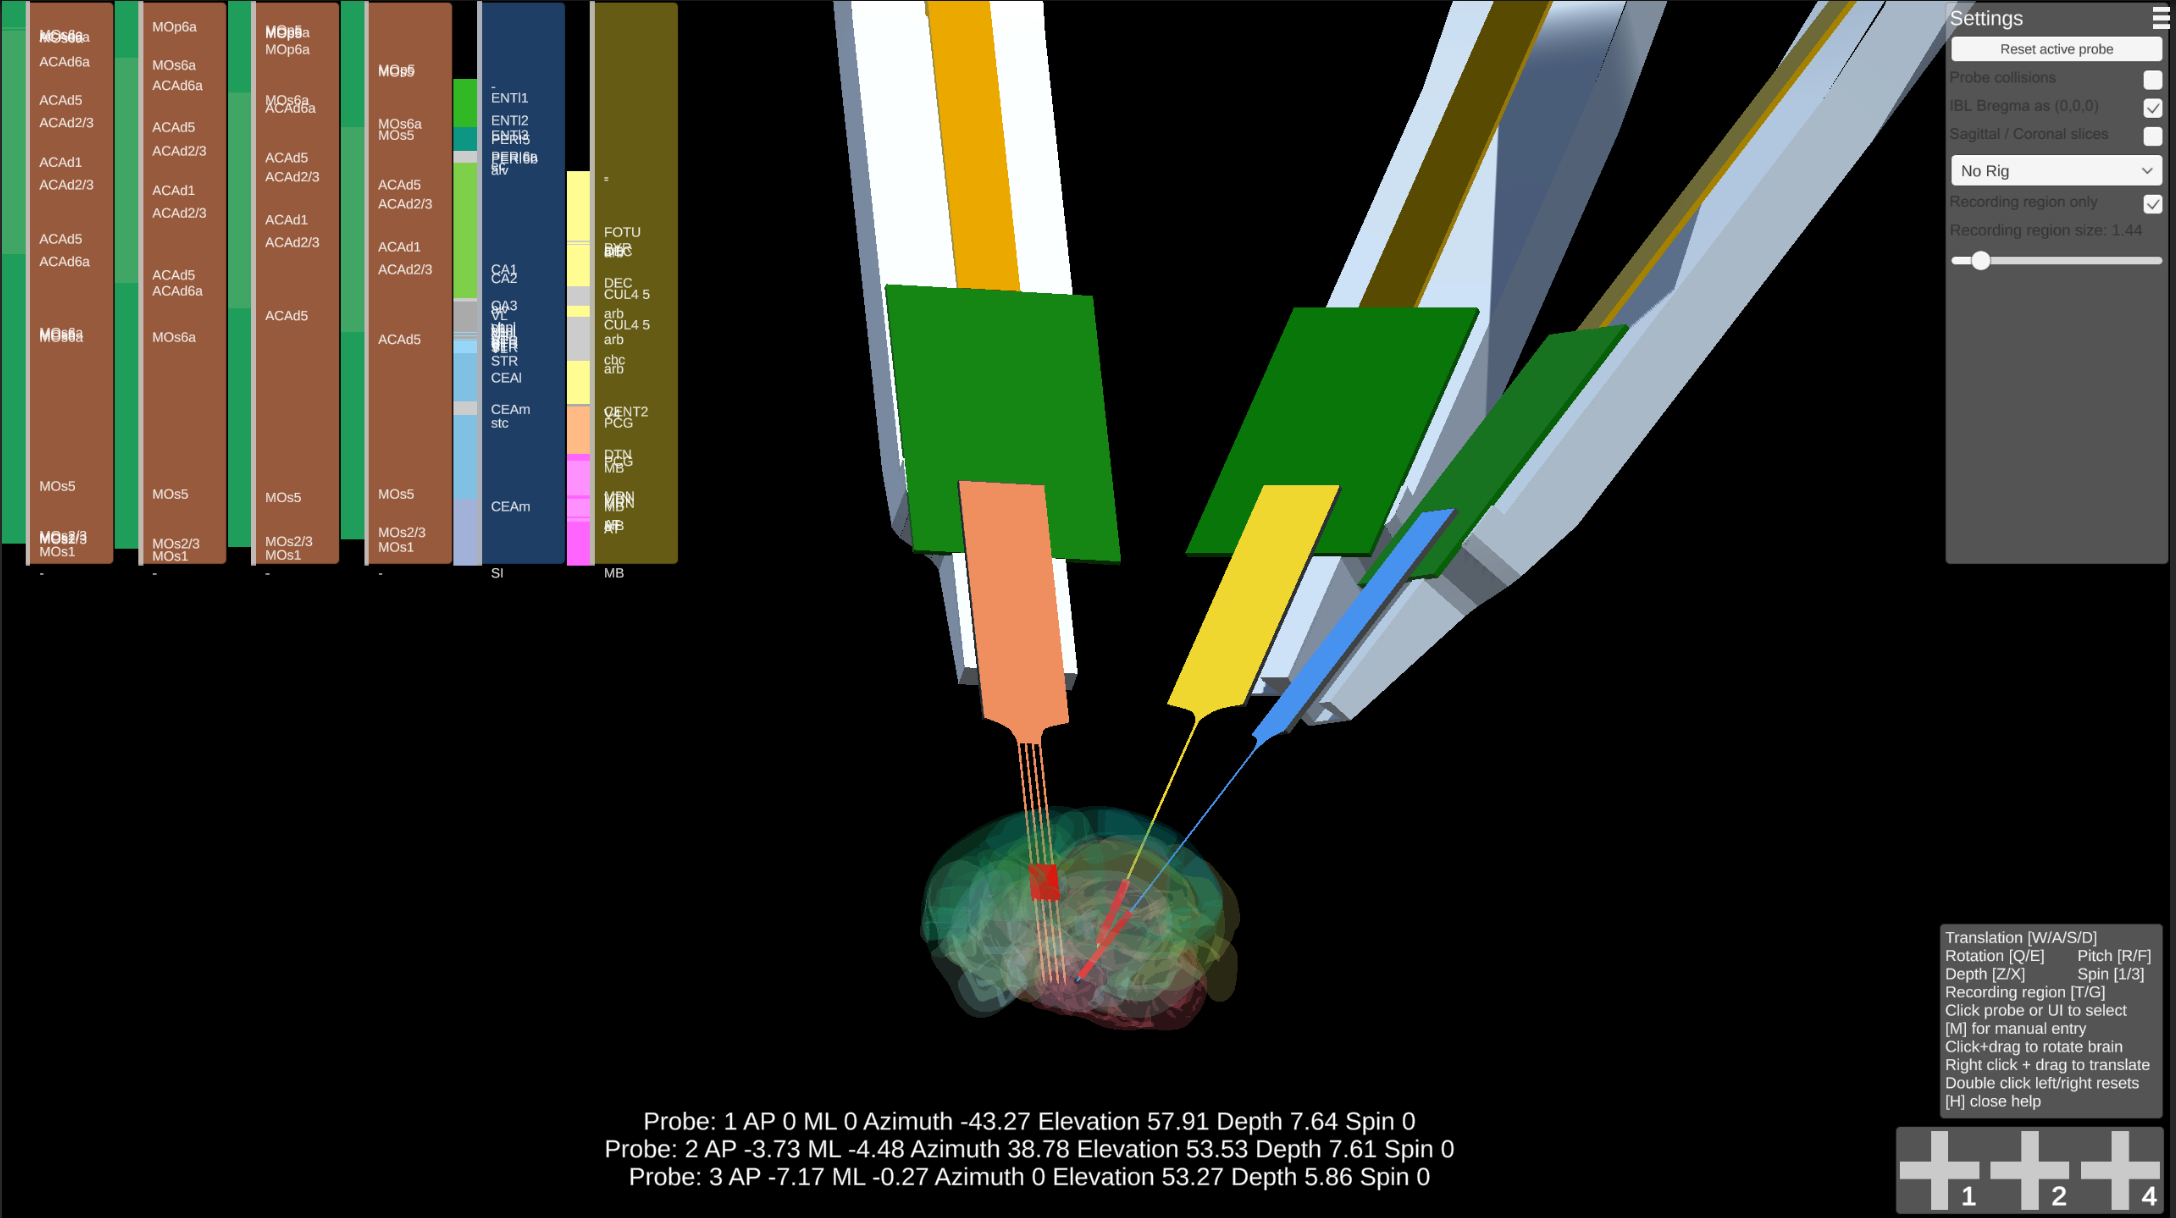 MOs6a
ACAd6a
ACAd5
ACAd2/3
ACAd1
ACAd2/3
ACAd5
ACAd6a
MOs6a
MOs5
MOs2/3
MOs1
-
MOp6a
MOs6a
ACAd6a
ACAd5
ACAd2/3
ACAd1
ACAd2/3
ACAd5
ACAd6a
MOs6a
MOs5
MOs2/3
MOs1
-
MOp6a
MOs6a
ACAd6a
ACAd5
ACAd2/3
ACAd1
ACAd2/3
ACAd5
MOs5
MOs2/3
MOs1
-
MOs5
MOs6a
MOs5
ACAd5
ACAd2/3
ACAd1
ACAd2/3
ACAd5
MOs5
MOs2/3
MOs1
-
-
ENTl1
ENTl2
ENTl3
PERI5
PERI6b
alv
CA1
CA2
CA3
VL
STR
CEAl
CEAm
stc
CEAm
SI
FOTU
DEC
CUL4 5
arb
CUL4 5
arb
cbc
arb
CENT2
PCG
DTN
PCG
MB
MRN
MB
AT
MB
Settings
Reset active probe
Probe collisions
IBL Bregma as (0,0,0)
Sagittal / Coronal slices
No Rig
Recording region only
Recording region size: 1.44
Translation [W/A/S/D]
Rotation [Q/E] Pitch [R/F]
Depth [Z/X] Spin [1/3]
Recording region [T/G]
Click probe or UI to select
[M] for manual entry
Click+drag to rotate brain
Right click + drag to translate
Double click left/right resets
[H] close help
Probe: 1 AP 0 ML 0 Azimuth -43.27 Elevation 57.91 Depth 7.64 Spin 0
Probe: 2 AP -3.73 ML -4.48 Azimuth 38.78 Elevation 53.53 Depth 7.61 Spin 0
Probe: 3 AP -7.17 ML -0.27 Azimuth 0 Elevation 53.27 Depth 5.86 Spin 0
1 2 4